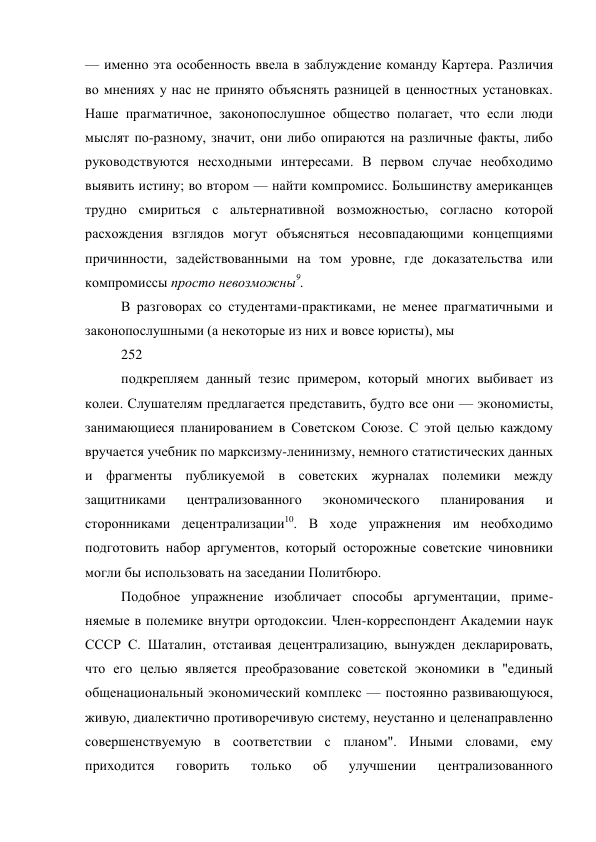 — именно эта особенность ввела в заблуждение команду Картера. Различия
во мнениях у нас не принято объяснять разницей в ценностных установках.
Наше прагматичное, законопослушное общество полагает, что если люди
мыслят по-разному, значит, они либо опираются на различные факты, либо
руководствуются несходными интересами. В первом случае необходимо
выявить истину; во втором — найти компромисс. Большинству американцев
трудно смириться с альтернативной возможностью, согласно которой
расхождения взглядов могут объясняться несовпадающими концепциями
причинности, задействованными на том уровне, где доказательства или
компромиссы просто невозможны9.
В разговорах со студентами-практиками, не менее прагматичными и
законопослушными (а некоторые из них и вовсе юристы), мы
252
подкрепляем данный тезис примером, который многих выбивает из
колеи. Слушателям предлагается представить, будто все они — экономисты,
занимающиеся планированием в Советском Союзе. С этой целью каждому
вручается учебник по марксизму-ленинизму, немного статистических данных
и фрагменты публикуемой в советских журналах полемики между
защитниками централизованного экономического планирования и
сторонниками децентрализации10. В ходе упражнения им необходимо
подготовить набор аргументов, который осторожные советские чиновники
могли бы использовать на заседании Политбюро.
Подобное упражнение изобличает способы аргументации, приме-
няемые в полемике внутри ортодоксии. Член-корреспондент Академии наук
СССР С. Шаталин, отстаивая децентрализацию, вынужден декларировать,
что его целью является преобразование советской экономики в "единый
общенациональный экономический комплекс — постоянно развивающуюся,
живую, диалектично противоречивую систему, неустанно и целенаправленно
совершенствуемую в соответствии с планом". Иными словами, ему
приходится говорить только об улучшении централизованного